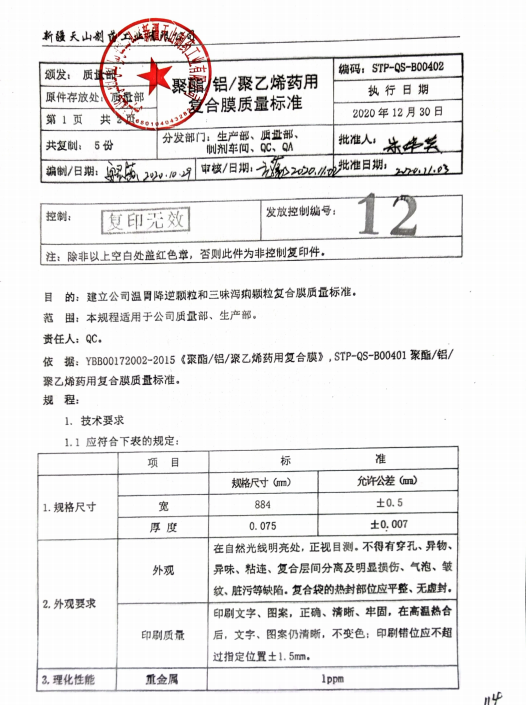 新疆天山制药工业有限公司
颁发：质量部
聚酯/铝/聚乙烯药用
复合膜质量标准
编码：STP-QS-B00402
原件存放处：质量部
执行日期
第 1 页 共 2 页
2020 年 12 月 30 日
共复制：5 份
分发部门：生产部、质量部、
制剂车间、QC、QA
批准人：
编制/日期： 2020.10.29
审核/日期： 2020.11.02
批准日期： 2020.11.03
控制：
复印无效
发放控制编号：
12
注：除非以上空白处盖红色章，否则此件为非控制复印件。
目 的：建立公司温胃降逆颗粒和三味泻痢颗粒复合膜质量标准。
范 围：本规程适用于公司质量部、生产部。
责任人：QC。
依 据：YBB00172002-2015《聚酯/铝/聚乙烯药用复合膜》,STP-QS-B00401 聚酯/铝/
聚乙烯药用复合膜质量标准。
规 程：
1. 技术要求
1.1 应符合下表的规定：
项 目
标 准
规格尺寸（mm）
允许公差（mm）
1.规格尺寸
宽
884
±0.5
厚度
0.075
±0.007
2.外观要求
外观
在自然光线明亮处，正视目测。不得有穿孔、异物、
异味、粘连、复合层间分离及明显损伤、气泡、皱
纹、脏污等缺陷。复合袋的热封部位应平整、无虚封。
印刷质量
印刷文字、图案，正确、清晰、牢固，在高温热合
后，文字、图案仍清晰，不变色；印刷错位应不超
过指定位置±1.5mm。
3.理化性能
重金属
1ppm
114